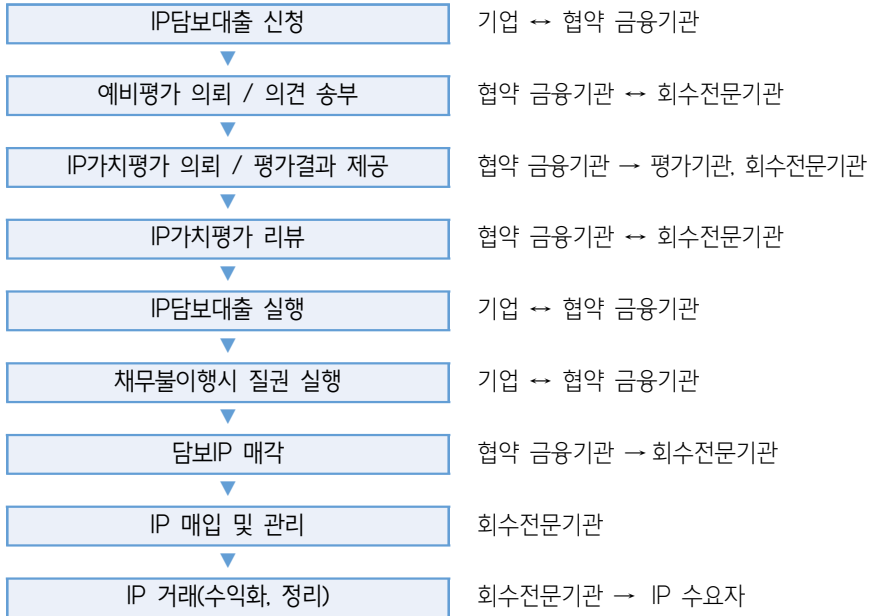 IP담보대출 신청 기업 ↔ 협약 금융기관
▼
예비평가 의뢰 / 의견 송부 협약 금융기관 ↔ 회수전문기관
▼
IP가치평가 의뢰 / 평가결과 제공 협약 금융기관 → 평가기관, 회수전문기관
▼
IP가치평가 리뷰 협약 금융기관 ↔ 회수전문기관
▼
IP담보대출 실행 기업 ↔ 협약 금융기관
▼
채무불이행시 질권 실행 기업 ↔ 협약 금융기관
▼
담보IP 매각 협약 금융기관 → 회수전문기관
▼
IP 매입 및 관리 회수전문기관
▼
IP 거래(수익화, 정리) 회수전문기관 → IP 수요자